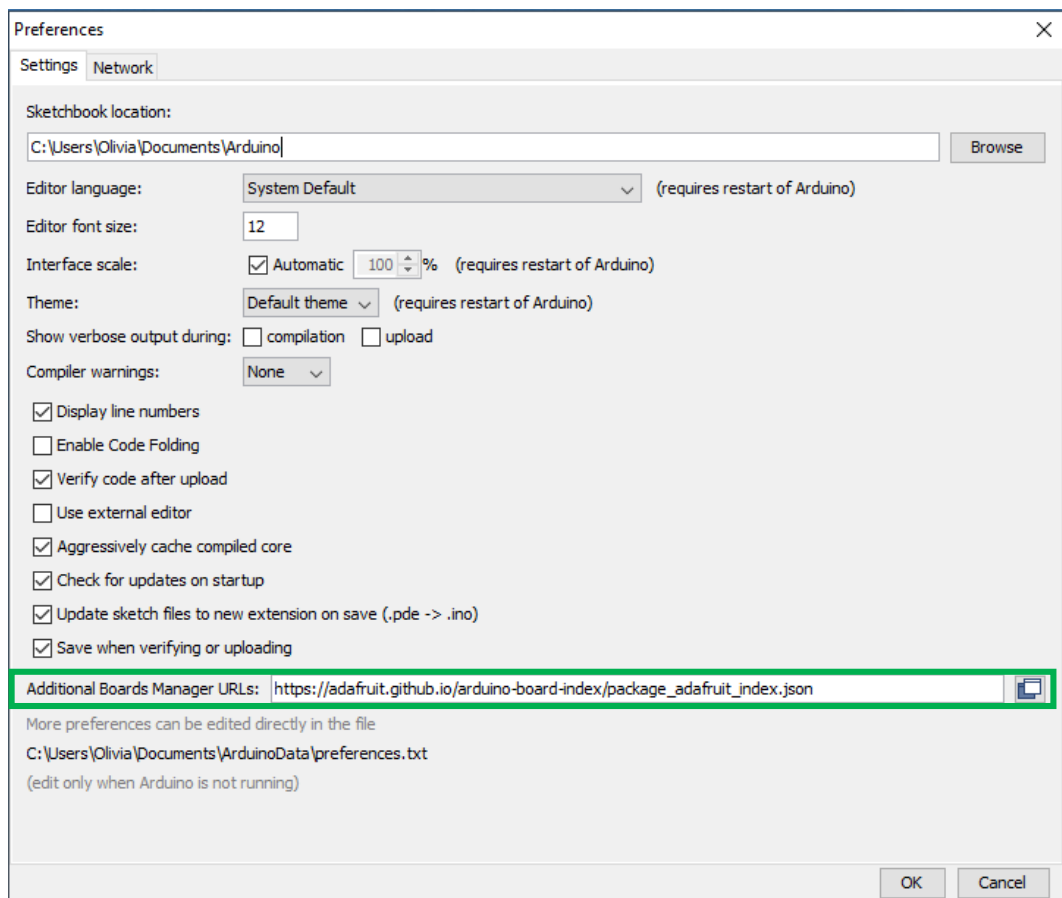 Preferences
Settings Network
Sketchbook location:
C:\Users\Olivia\Documents\Arduino Browse
Editor language: System Default (requires restart of Arduino)
Editor font size: 12
Interface scale: Automatic 100 % (requires restart of Arduino)
Theme: Default theme (requires restart of Arduino)
Show verbose output during: compilation upload
Compiler warnings: None
Display line numbers
Enable Code Folding
Verify code after upload
Use external editor
Aggressively cache compiled core
Check for updates on startup
Update sketch files to new extension on save (.pde -> .ino)
Save when verifying or uploading
Additional Boards Manager URLs: https://adafruit.github.io/arduino-board-index/package_adafruit_index.json
More preferences can be edited directly in the file
C:\Users\Olivia\Documents\ArduinoData\preferences.txt
(edit only when Arduino is not running)
OK Cancel